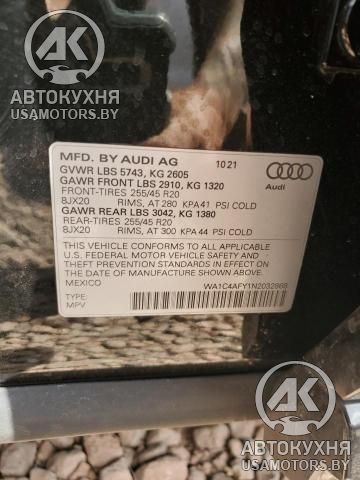 АВТОКУХНЯ
USAMOTORS.BY
MFD. BY AUDI AG 10 21
GVWR LBS 5743, KG 2605
GAWR FRONT LBS 2910, KG 1320
FRONT-TIRES 255/45 R20
8JX20 RIMS, AT 280 KPA 41 PSI COLD
GAWR REAR LBS 3042, KG 1380
REAR-TIRES 255/45 R20
8JX20 RIMS, AT 300 KPA 44 PSI COLD
Audi
THIS VEHICLE CONFORMS TO ALL APPLICABLE
U.S. FEDERAL MOTOR VEHICLE SAFETY AND
THEFT PREVENTION STANDARDS IN EFFECT ON THE
DATE OF MANUFACTURE SHOWN ABOVE.
MEXICO
WA1C4AFY1N2032868
TYPE:
MPV
АК
АВТОКУХНЯ
USAMOTORS.BY